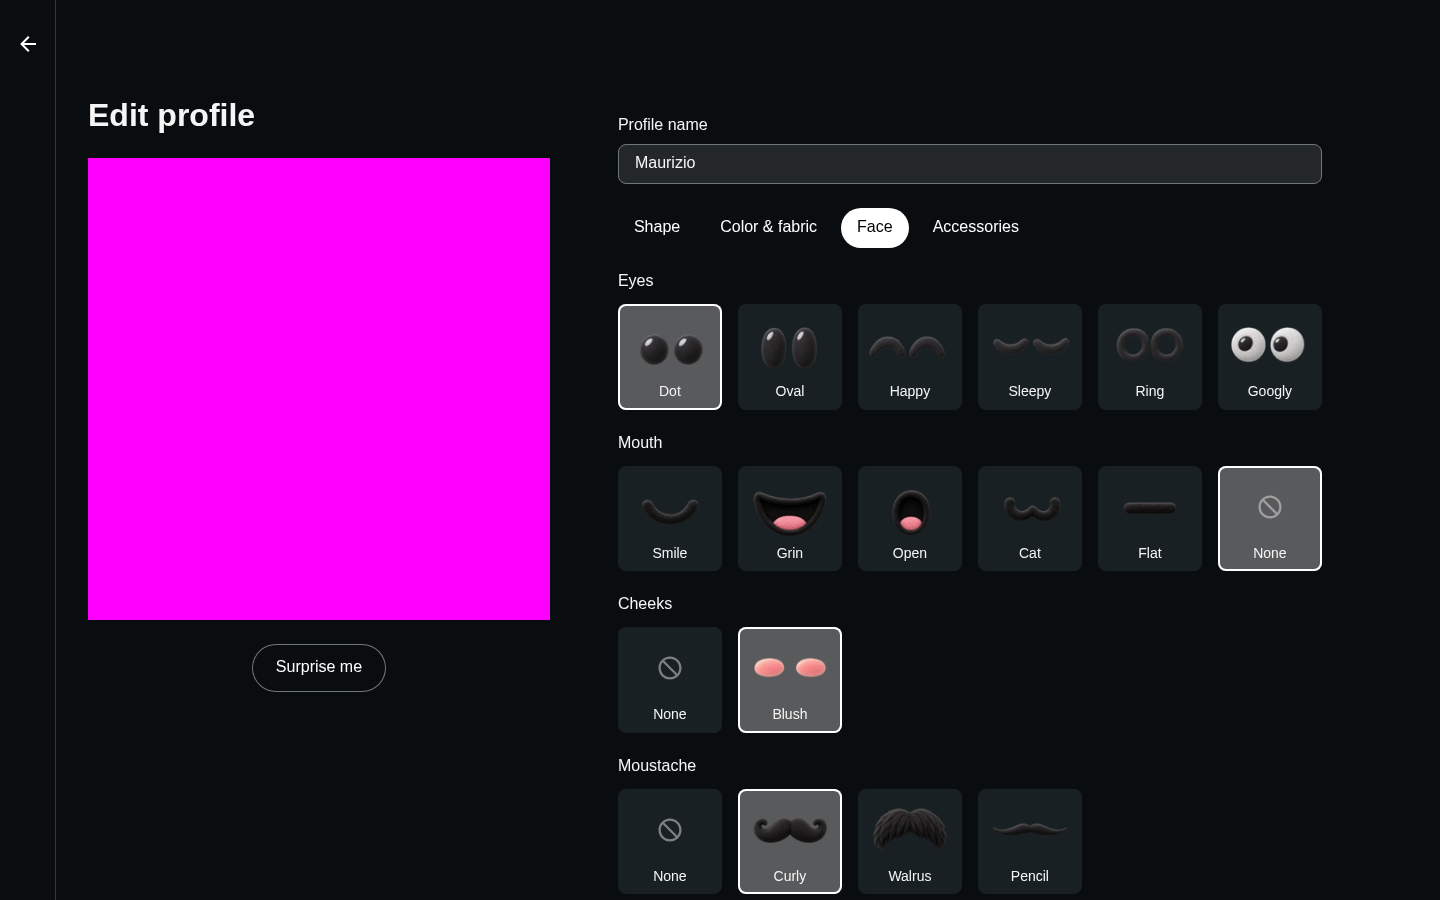 Edit profile
Surprise me
Profile name
Maurizio
Shape Color & fabric Face Accessories
Eyes
Dot Oval Happy Sleepy Ring Googly
Mouth
Smile Grin Open Cat Flat None
Cheeks
None Blush
Moustache
None Curly Walrus Pencil